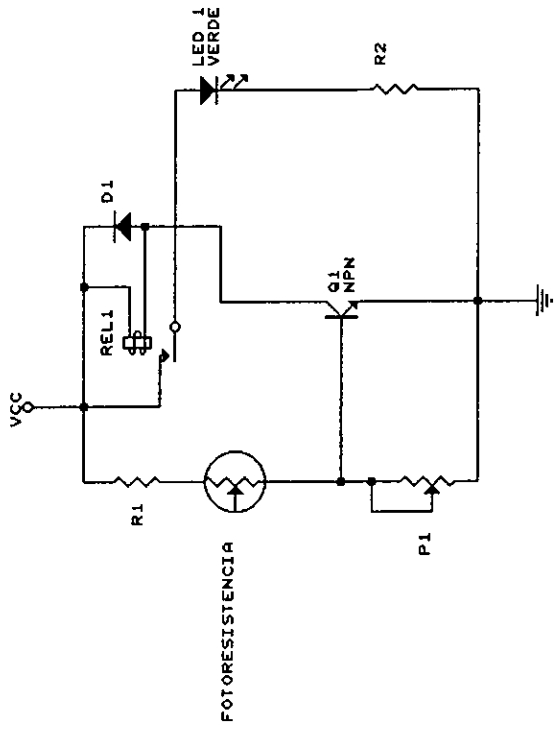 VCC
R1
FOTORESISTENCIA
P1
REL1
D1
Q1
NPN
LED 1
VERDE
R2